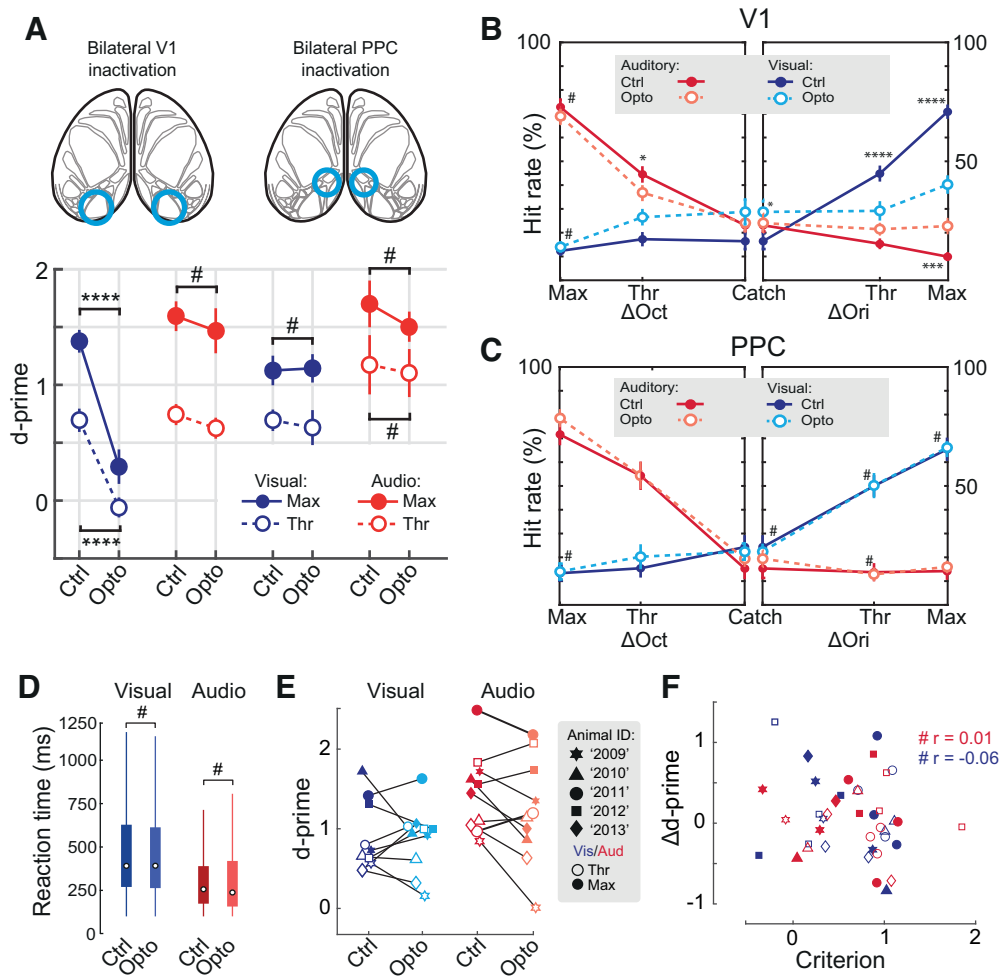 A
Bilateral V1
inactivation
Bilateral PPC
inactivation
d-prime
2
1
0
****
#
#
#
#
****
Visual:
Max
Thr
Audio:
Max
Thr
Ctrl
Opto
Ctrl
Opto
Ctrl
Opto
Ctrl
Opto
B
V1
Hit rate (%)
100
100
50
Auditory:
Ctrl
Opto
Visual:
Ctrl
Opto
#
*
#
*
****
****
***
Max
Thr
Catch
Thr
Max
ΔOct
ΔOri
C
PPC
Hit rate (%)
100
100
50
Auditory:
Ctrl
Opto
Visual:
Ctrl
Opto
#
#
#
#
#
Max
Thr
Catch
Thr
Max
ΔOct
ΔOri
D
Visual
Audio
Reaction time (ms)
1250
1000
750
500
250
0
#
#
Ctrl
Opto
Ctrl
Opto
E
Visual
Audio
d-prime
2
1
0
Ctrl
Opto
Ctrl
Opto
Animal ID:
'2009'
'2010'
'2011'
'2012'
'2013'
Vis/Aud
Thr
Max
F
Δd-prime
1
0
-1
# r = 0.01
# r = -0.06
0
1
2
Criterion